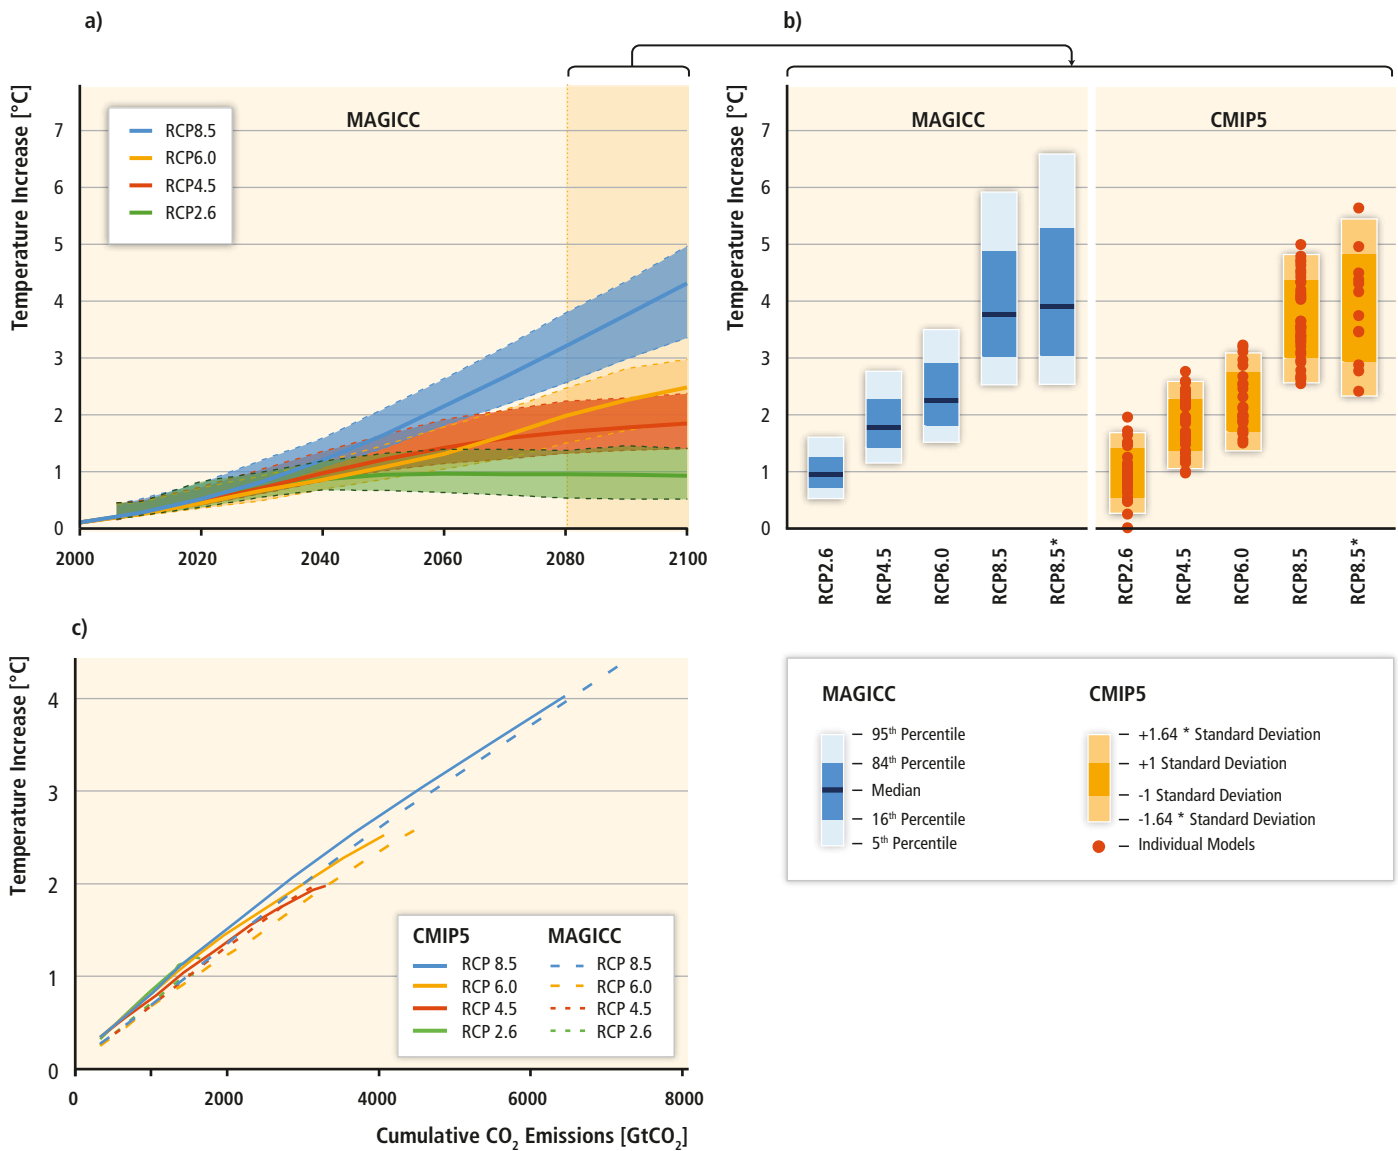 a)
Temperature Increase [°C]
MAGICC
RCP8.5
RCP6.0
RCP4.5
RCP2.6
7
6
5
4
3
2
1
0
2000
2020
2040
2060
2080
2100
b)
Temperature Increase [°C]
MAGICC
CMIP5
7
6
5
4
3
2
1
0
RCP2.6
RCP4.5
RCP6.0
RCP8.5
RCP8.5*
RCP2.6
RCP4.5
RCP6.0
RCP8.5
RCP8.5*
c)
Temperature Increase [°C]
4
3
2
1
0
0
2000
4000
6000
8000
Cumulative CO₂ Emissions [GtCO₂]
CMIP5
RCP 8.5
RCP 6.0
RCP 4.5
RCP 2.6
MAGICC
RCP 8.5
RCP 6.0
RCP 4.5
RCP 2.6
MAGICC
95th Percentile
84th Percentile
Median
16th Percentile
5th Percentile
CMIP5
+1.64 * Standard Deviation
+1 Standard Deviation
-1 Standard Deviation
-1.64 * Standard Deviation
Individual Models